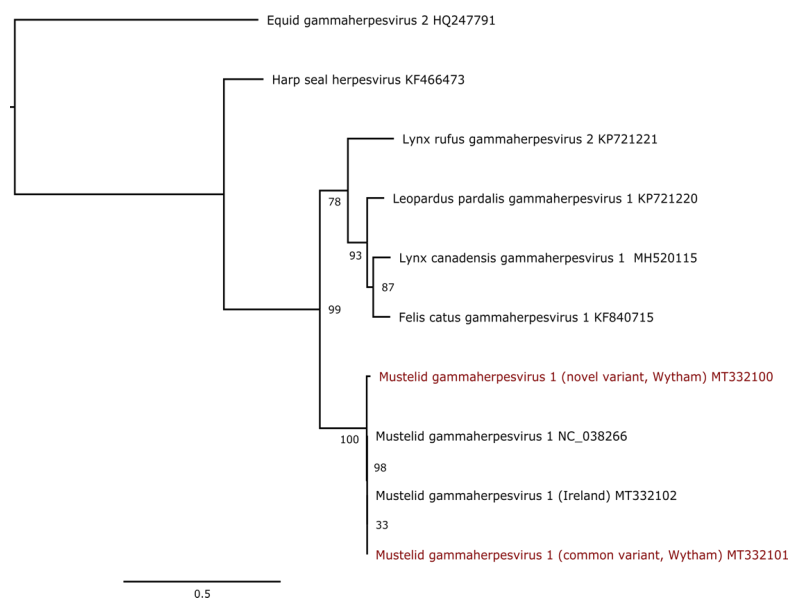 Equid gammaherpesvirus 2 HQ247791
Harp seal herpesvirus KF466473
Lynx rufus gammaherpesvirus 2 KP721221
Leopardus pardalis gammaherpesvirus 1 KP721220
78
93
Lynx canadensis gammaherpesvirus 1 MH520115
87
99
Felis catus gammaherpesvirus 1 KF840715
Mustelid gammaherpesvirus 1 (novel variant, Wytham) MT332100
100
Mustelid gammaherpesvirus 1 NC_038266
98
Mustelid gammaherpesvirus 1 (Ireland) MT332102
33
Mustelid gammaherpesvirus 1 (common variant, Wytham) MT332101
0.5